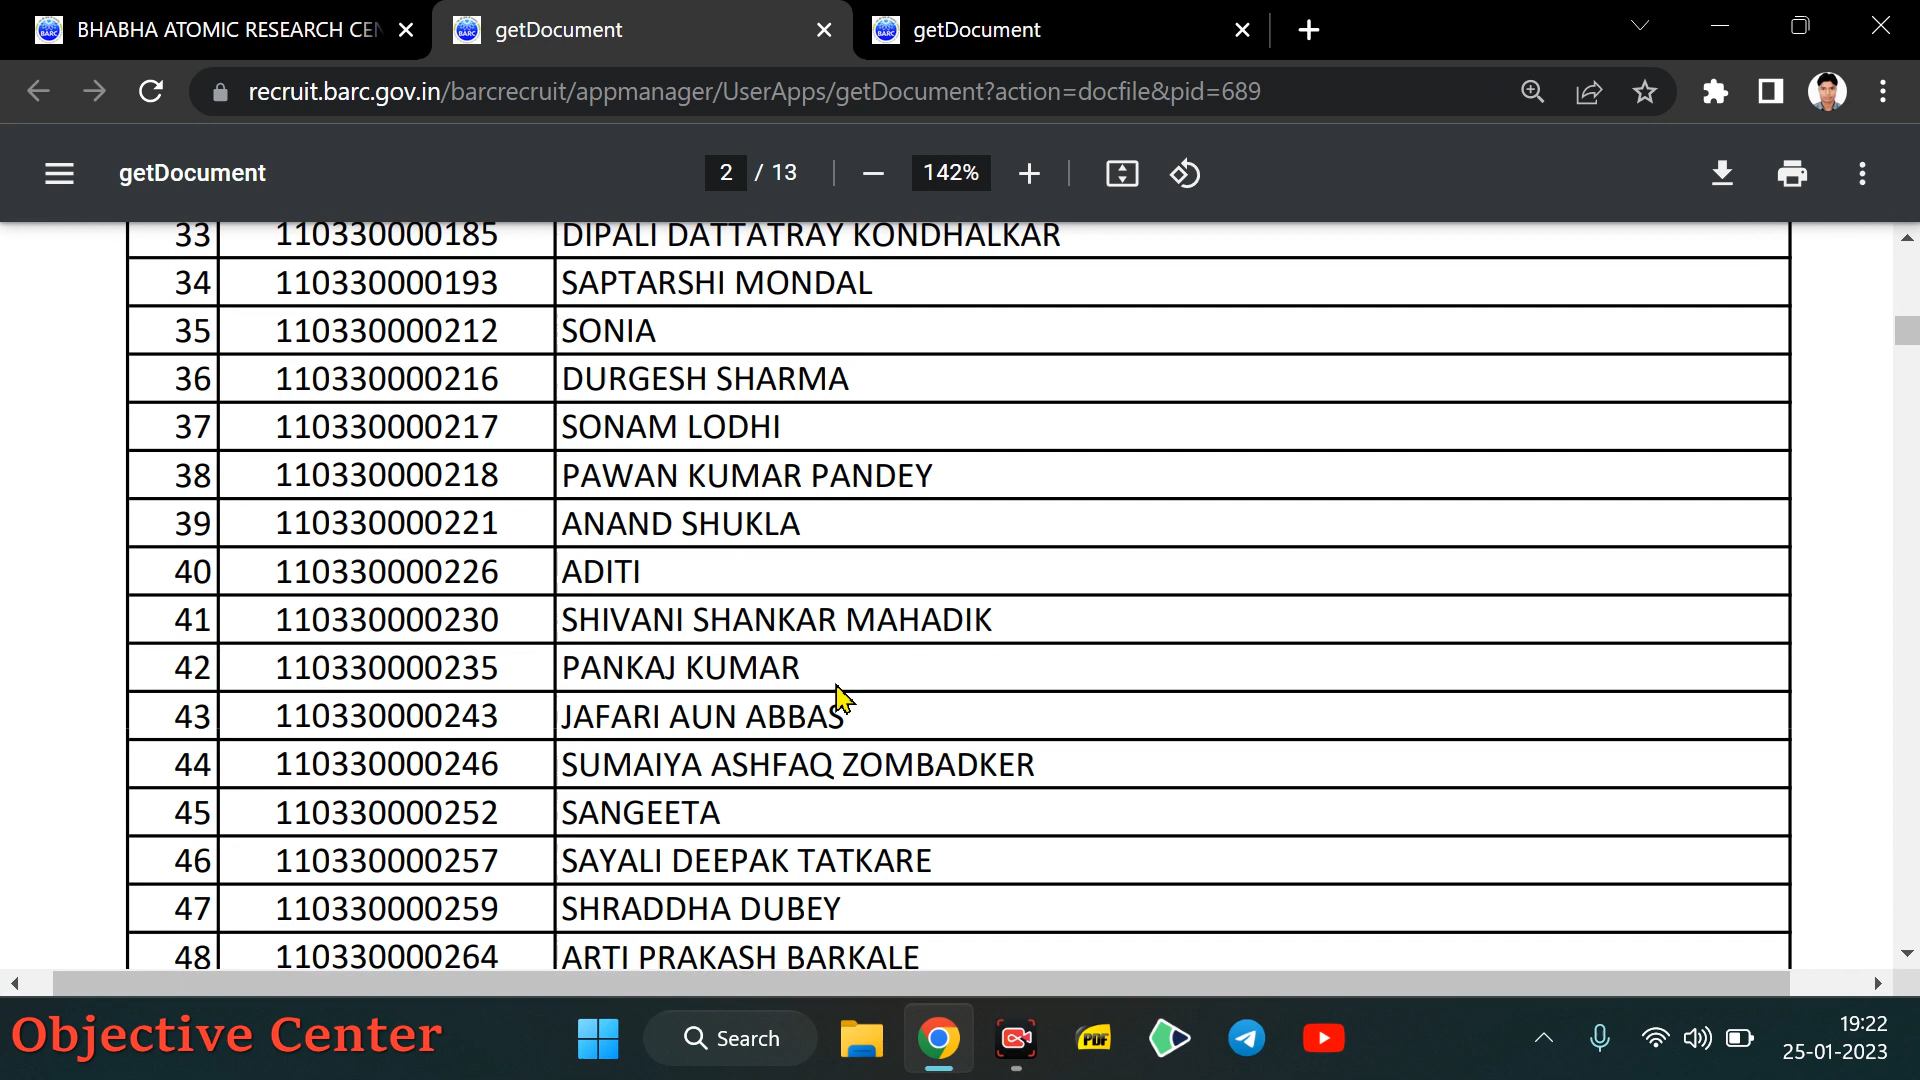 BHABHA ATOMIC RESEARCH CEN
getDocument
getDocument
recruit.barc.gov.in/barcrecruit/appmanager/UserApps/getDocument?action=docfile&pid=689
getDocument
2 / 13
142%
33 110330000185 DIPALI DATTATRAY KONDHALKAR
34 110330000193 SAPTARSHI MONDAL
35 110330000212 SONIA
36 110330000216 DURGESH SHARMA
37 110330000217 SONAM LODHI
38 110330000218 PAWAN KUMAR PANDEY
39 110330000221 ANAND SHUKLA
40 110330000226 ADITI
41 110330000230 SHIVANI SHANKAR MAHADIK
42 110330000235 PANKAJ KUMAR
43 110330000243 JAFARI AUN ABBAS
44 110330000246 SUMAIYA ASHFAQ ZOMBADKER
45 110330000252 SANGEETA
46 110330000257 SAYALI DEEPAK TATKARE
47 110330000259 SHRADDHA DUBEY
48 110330000264 ARTI PRAKASH BARKALE
Objective Center
Search
PDF
19:22
25-01-2023